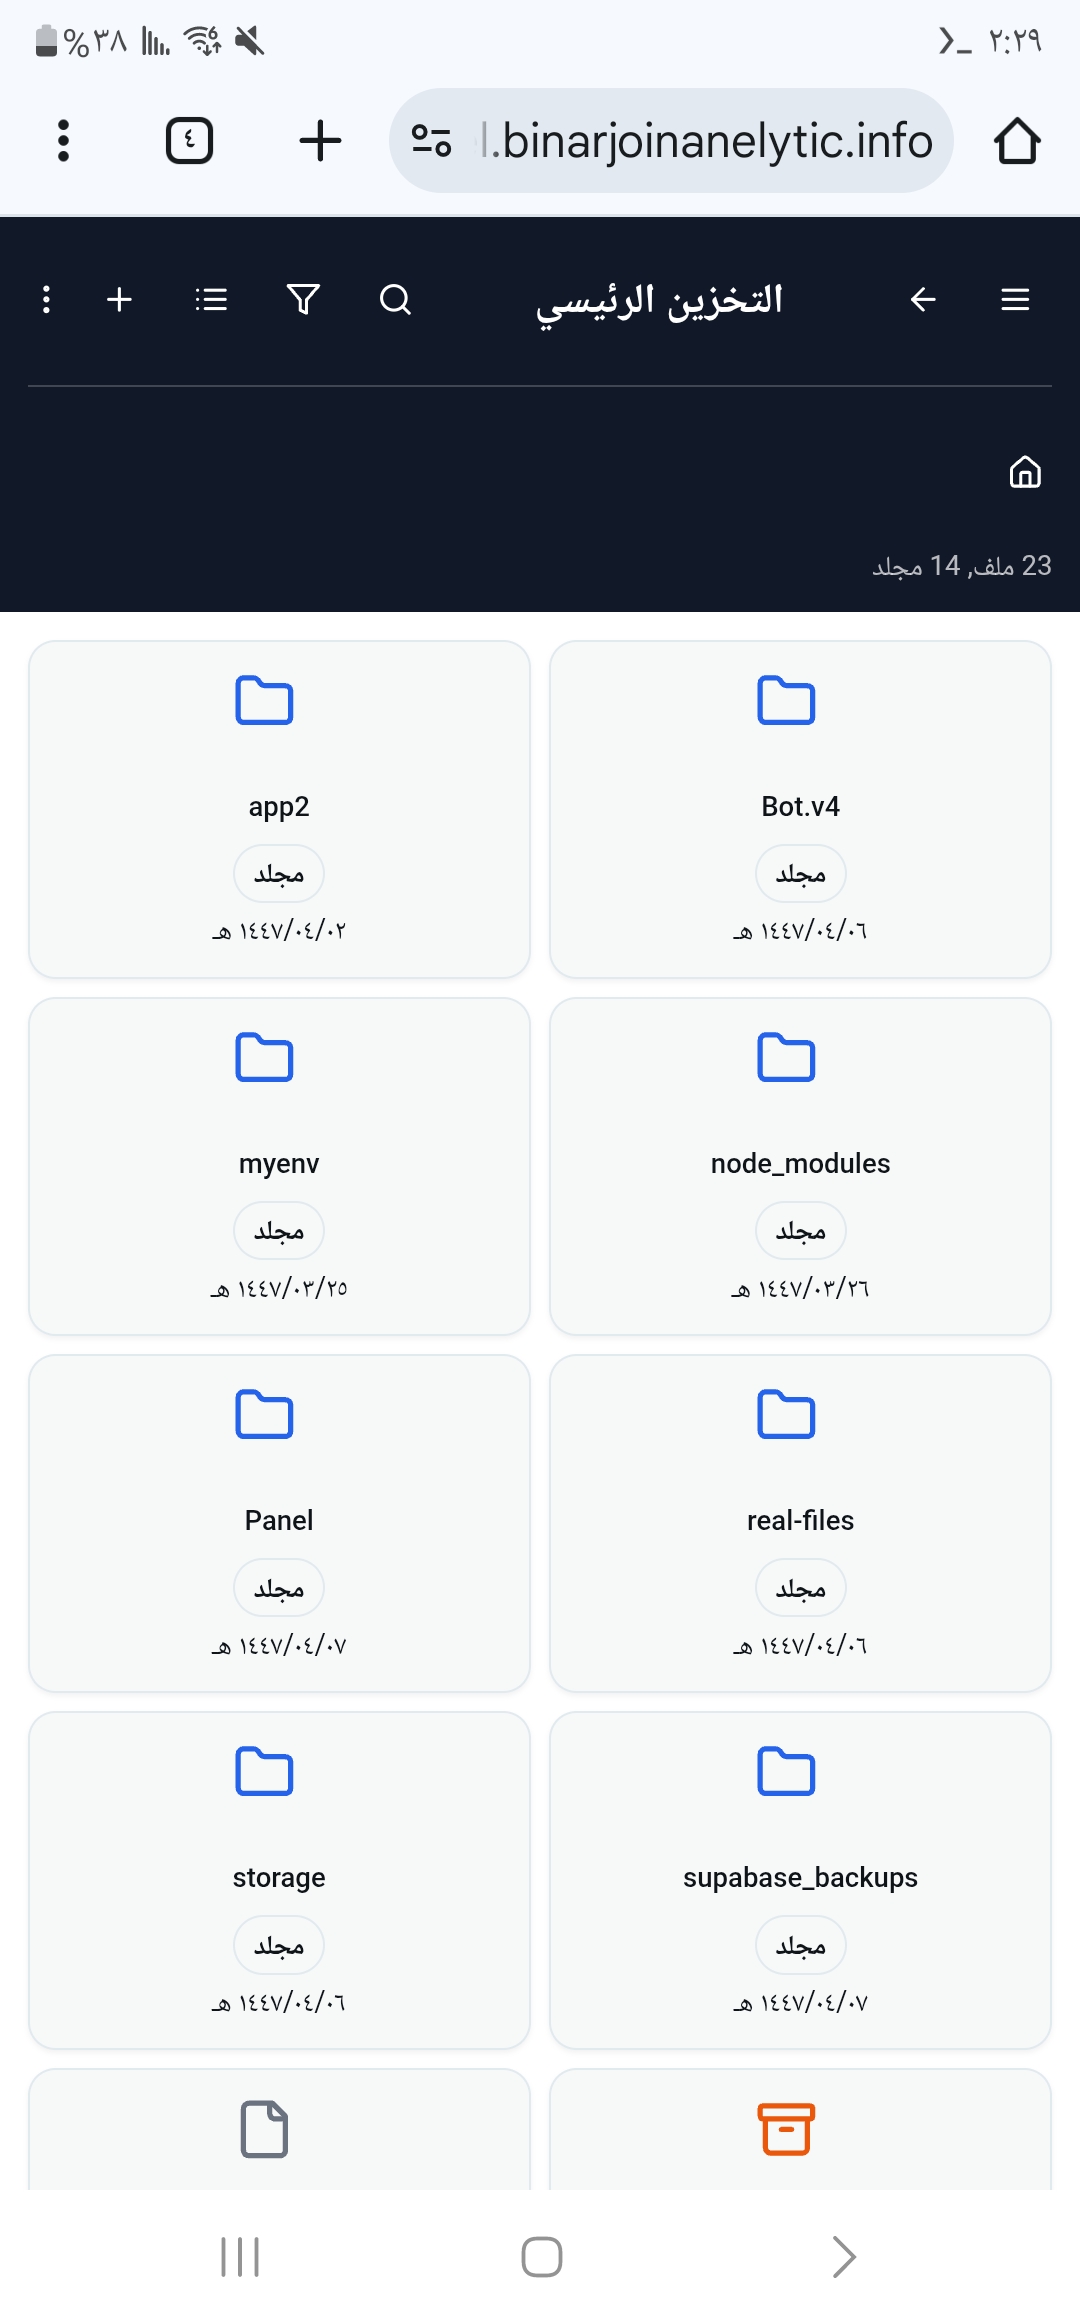 ٢:٢٩
%٣٨
6
l.binarjoinanelytic.info
٤
التخزين الرئيسي
23 ملف, 14 مجلد
Bot.v4
مجلد
١٤٤٧/٠٤/٠٦ هـ
app2
مجلد
١٤٤٧/٠٤/٠٢ هـ
node_modules
مجلد
١٤٤٧/٠٣/٢٦ هـ
myenv
مجلد
١٤٤٧/٠٣/٢٥ هـ
real-files
مجلد
١٤٤٧/٠٤/٠٦ هـ
Panel
مجلد
١٤٤٧/٠٤/٠٧ هـ
supabase_backups
مجلد
١٤٤٧/٠٤/٠٧ هـ
storage
مجلد
١٤٤٧/٠٤/٠٦ هـ